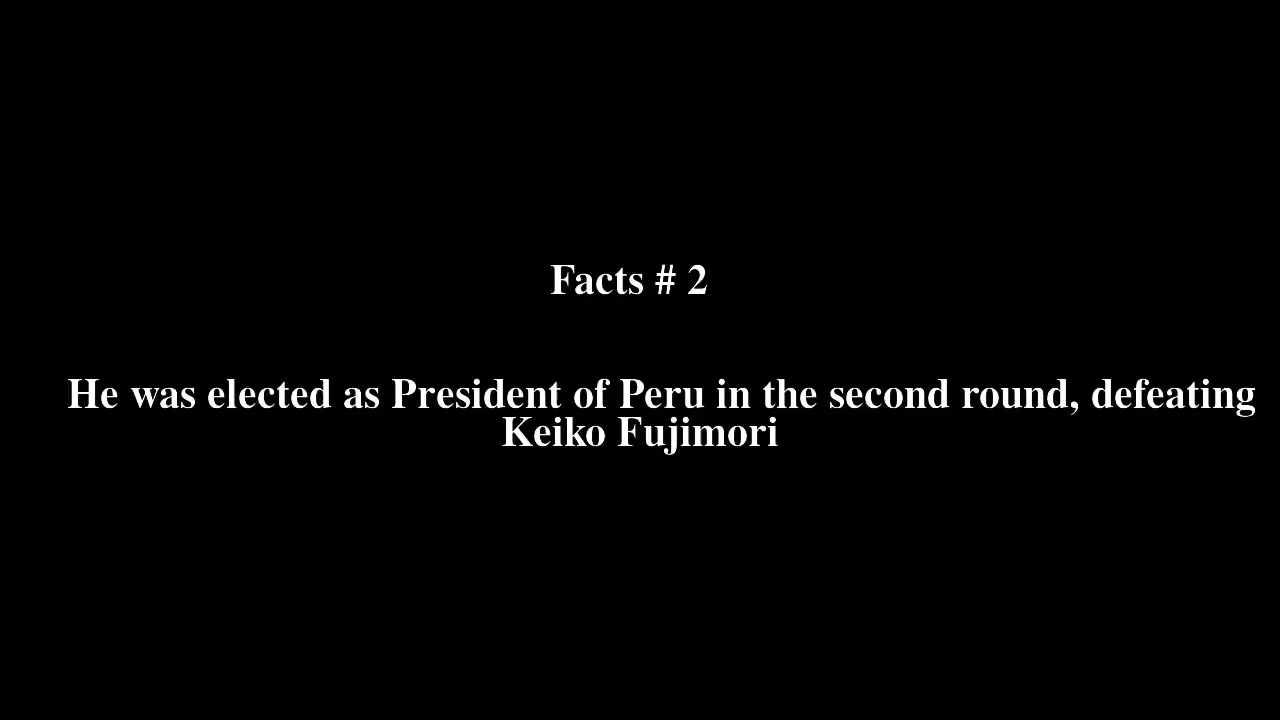 Facts # 2
He was elected as President of Peru in the second round, defeating
Keiko Fujimori